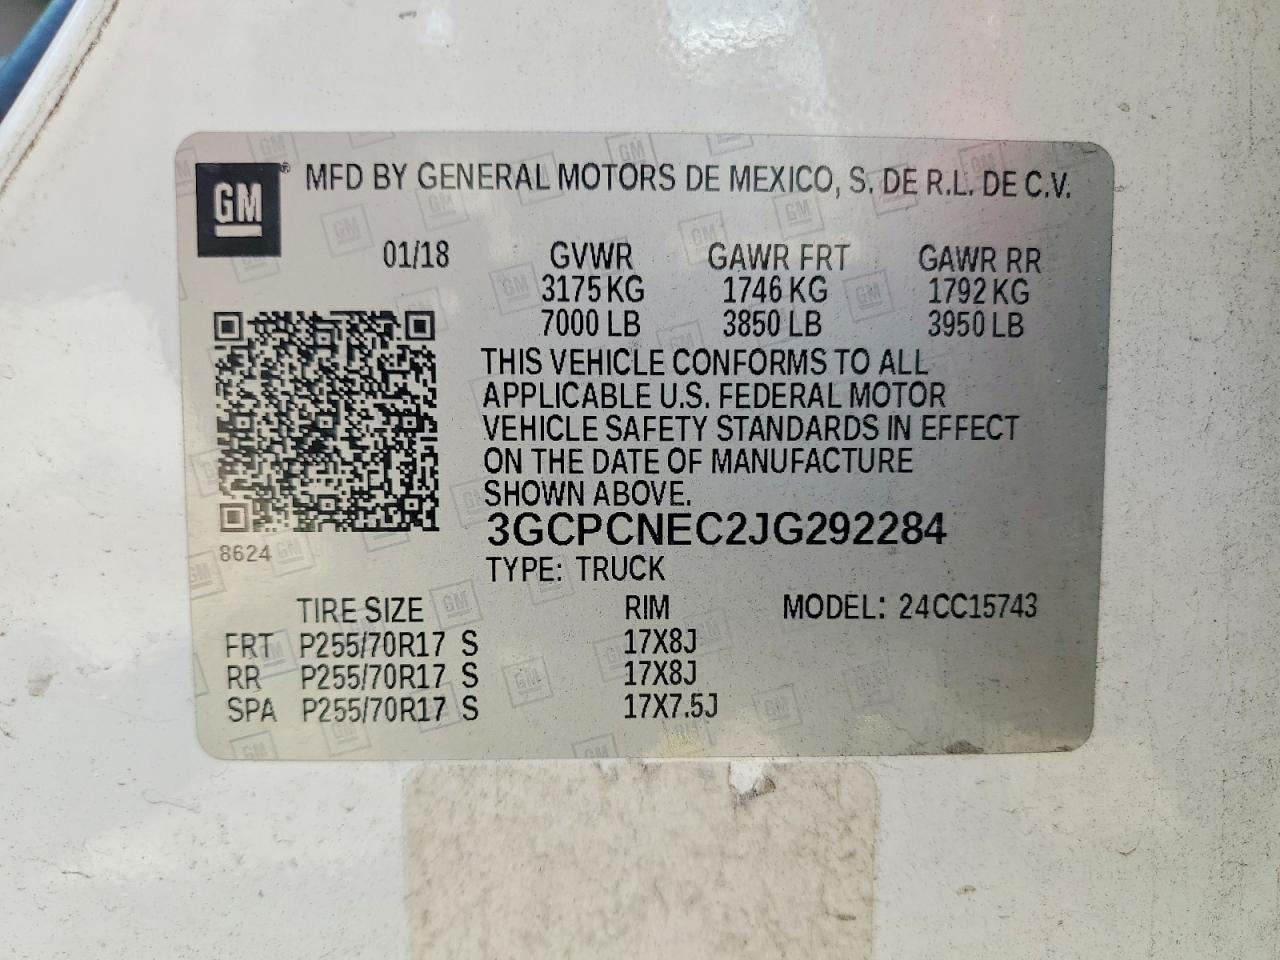 GM® MFD BY GENERAL MOTORS DE MEXICO, S. DE R.L. DE C.V.
01/18 GVWR GAWR FRT GAWR RR
3175 KG 1746 KG 1792 KG
7000 LB 3850 LB 3950 LB
THIS VEHICLE CONFORMS TO ALL
APPLICABLE U.S. FEDERAL MOTOR
VEHICLE SAFETY STANDARDS IN EFFECT
ON THE DATE OF MANUFACTURE
SHOWN ABOVE.
3GCPCNEC2JG292284
8624
TYPE: TRUCK
TIRE SIZE RIM MODEL: 24CC15743
FRT P255/70R17 S 17X8J
RR P255/70R17 S 17X8J
SPA P255/70R17 S 17X7.5J